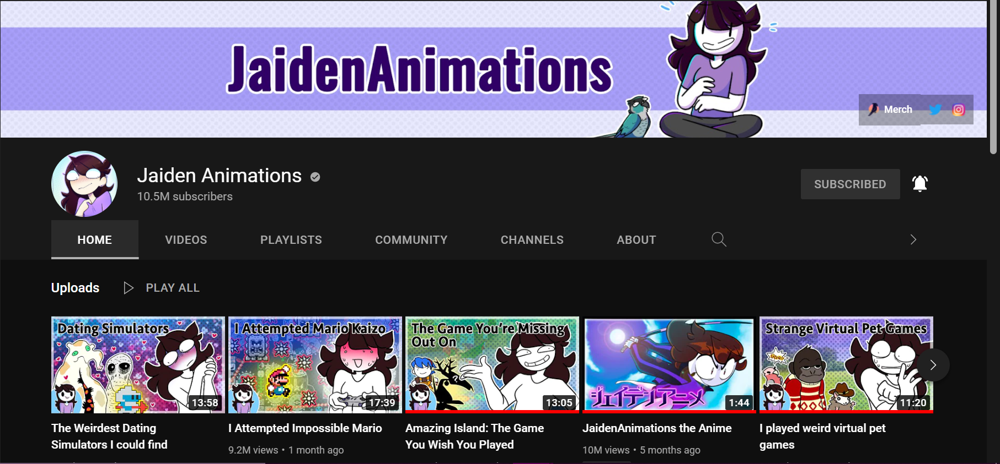 JaidenAnimations
Merch
Jaiden Animations
10.5M subscribers
SUBSCRIBED
HOME
VIDEOS
PLAYLISTS
COMMUNITY
CHANNELS
ABOUT
Uploads
PLAY ALL
Dating Simulators
13:58
I Attempted Mario Kaizo
17:39
The Game You're Missing
Out On
13:05
ジェイデンアニメ
1:44
Strange Virtual Pet Games
11:20
The Weirdest Dating
Simulators I could find
I Attempted Impossible Mario
9.2M views • 1 month ago
Amazing Island: The Game
You Wish You Played
JaidenAnimations the Anime
10M views • 5 months ago
I played weird virtual pet
games